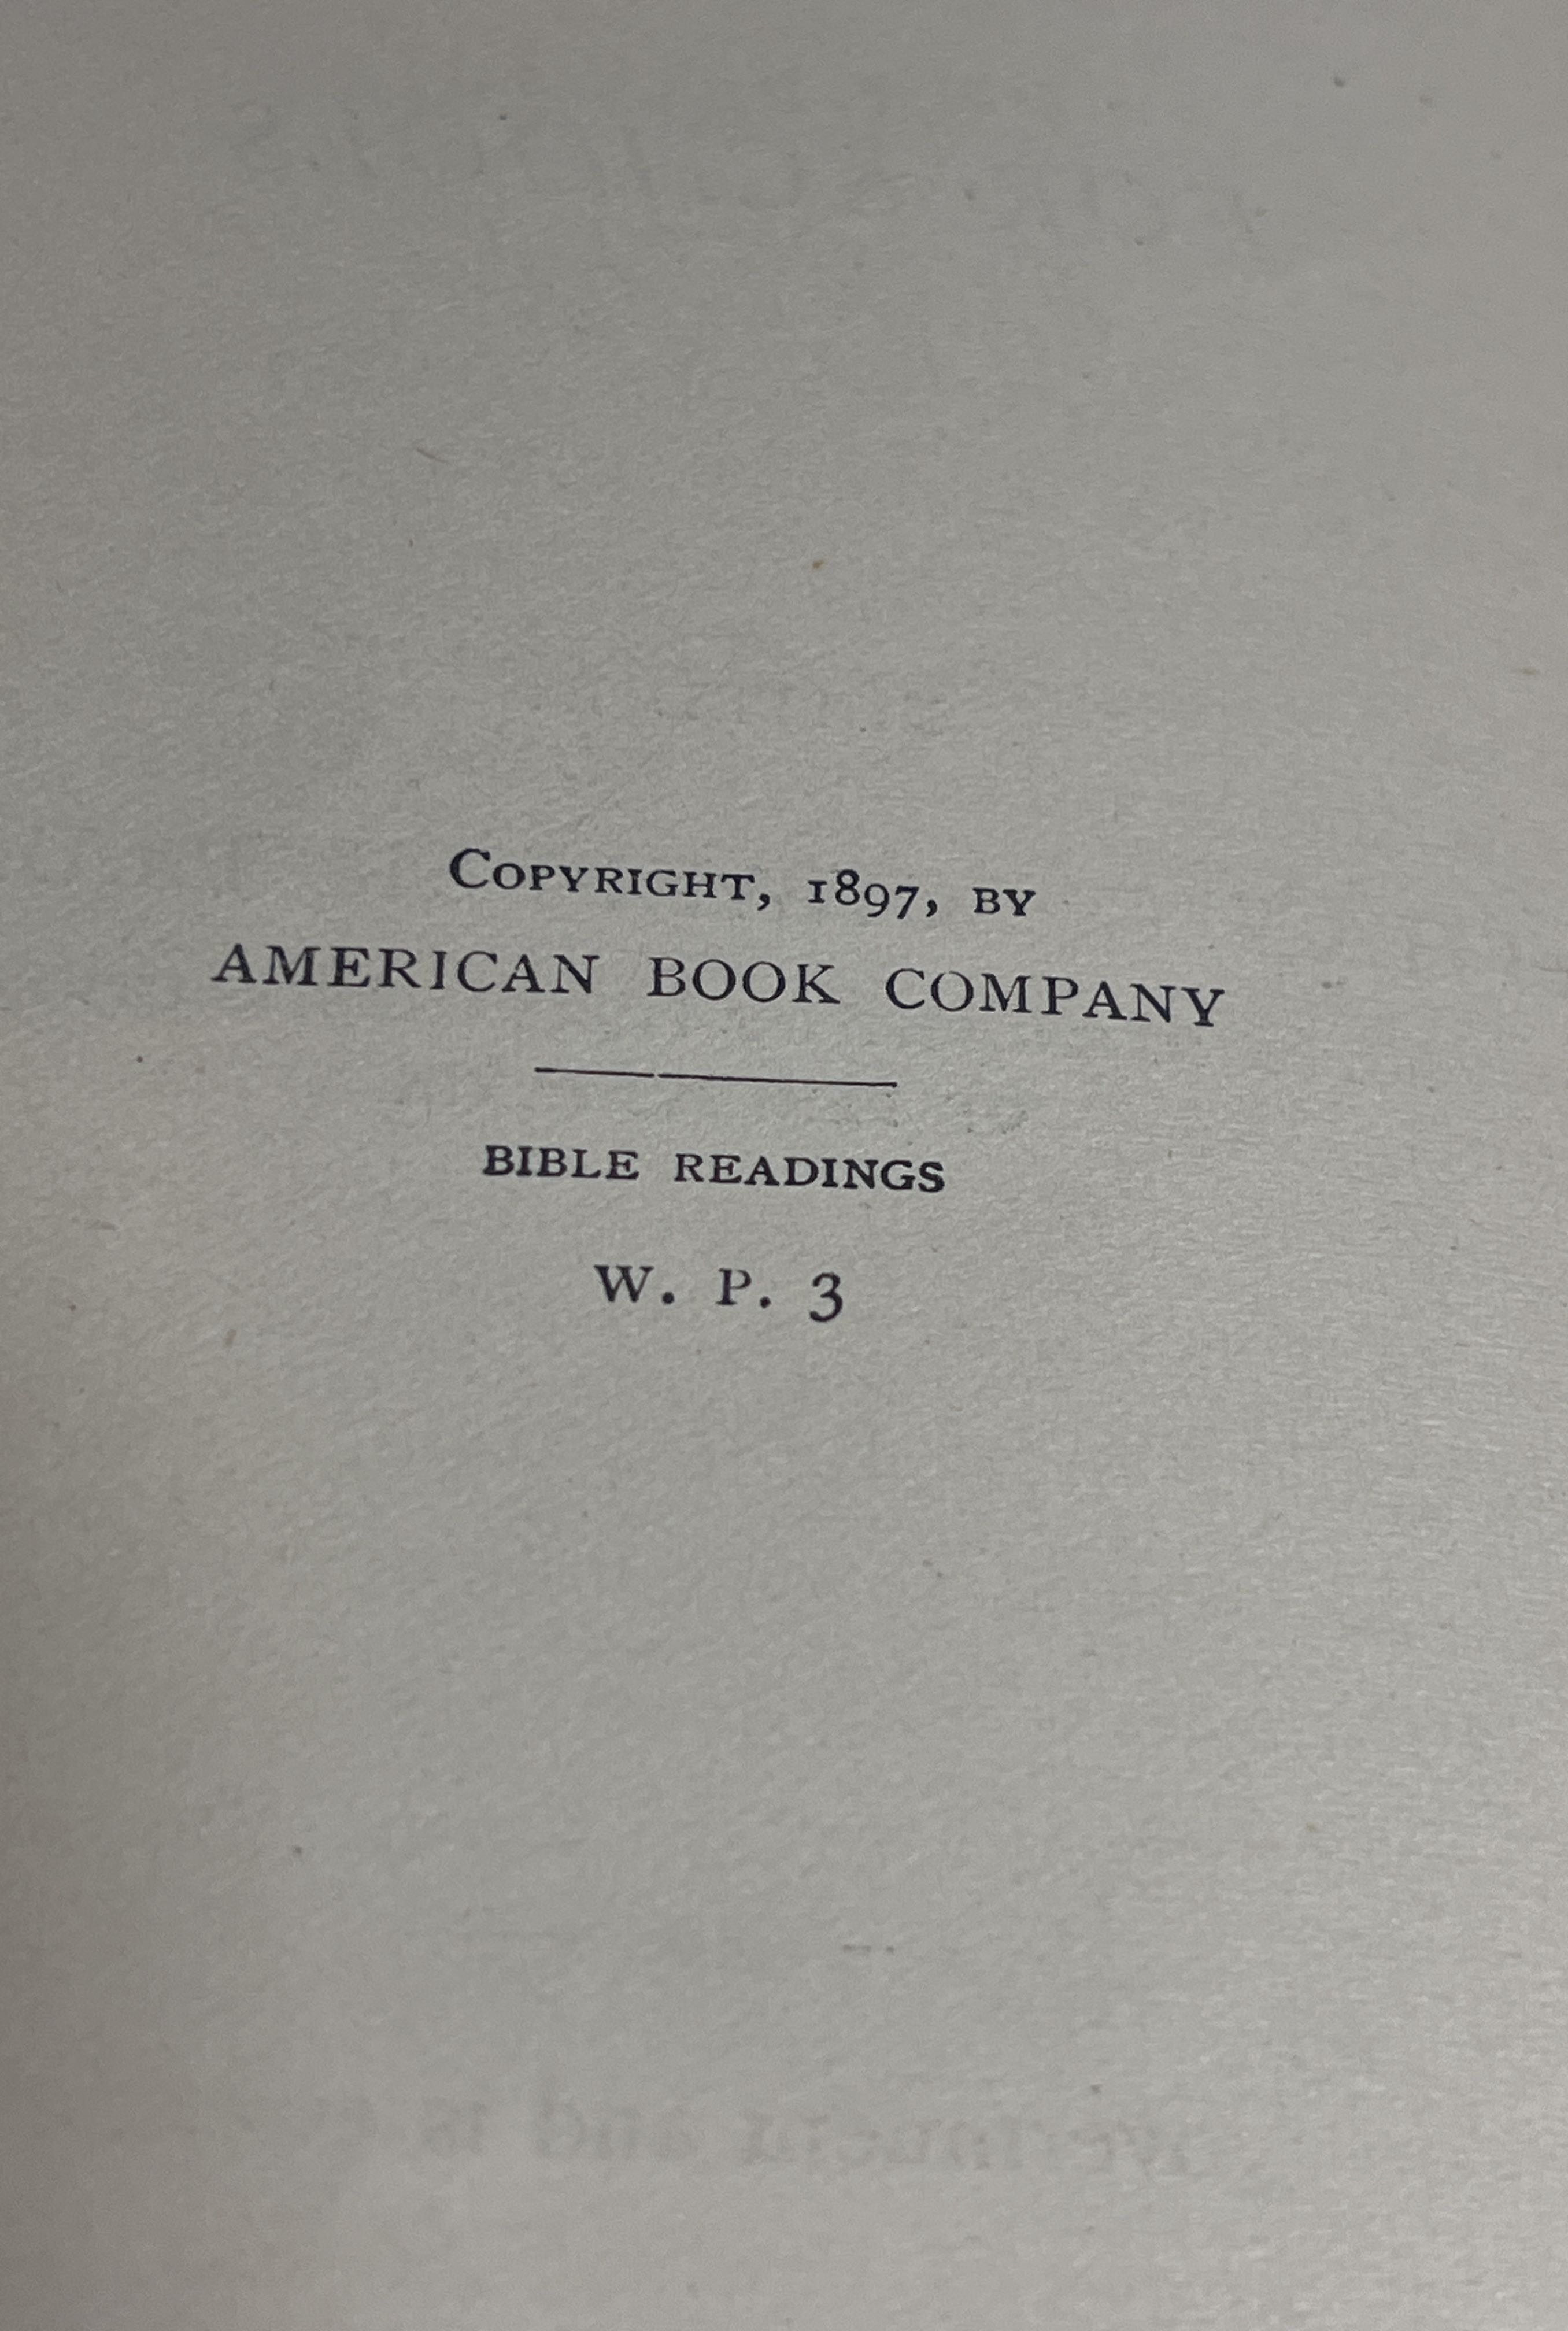 COPYRIGHT, 1897, BY
AMERICAN BOOK COMPANY
BIBLE READINGS
W. P. 3